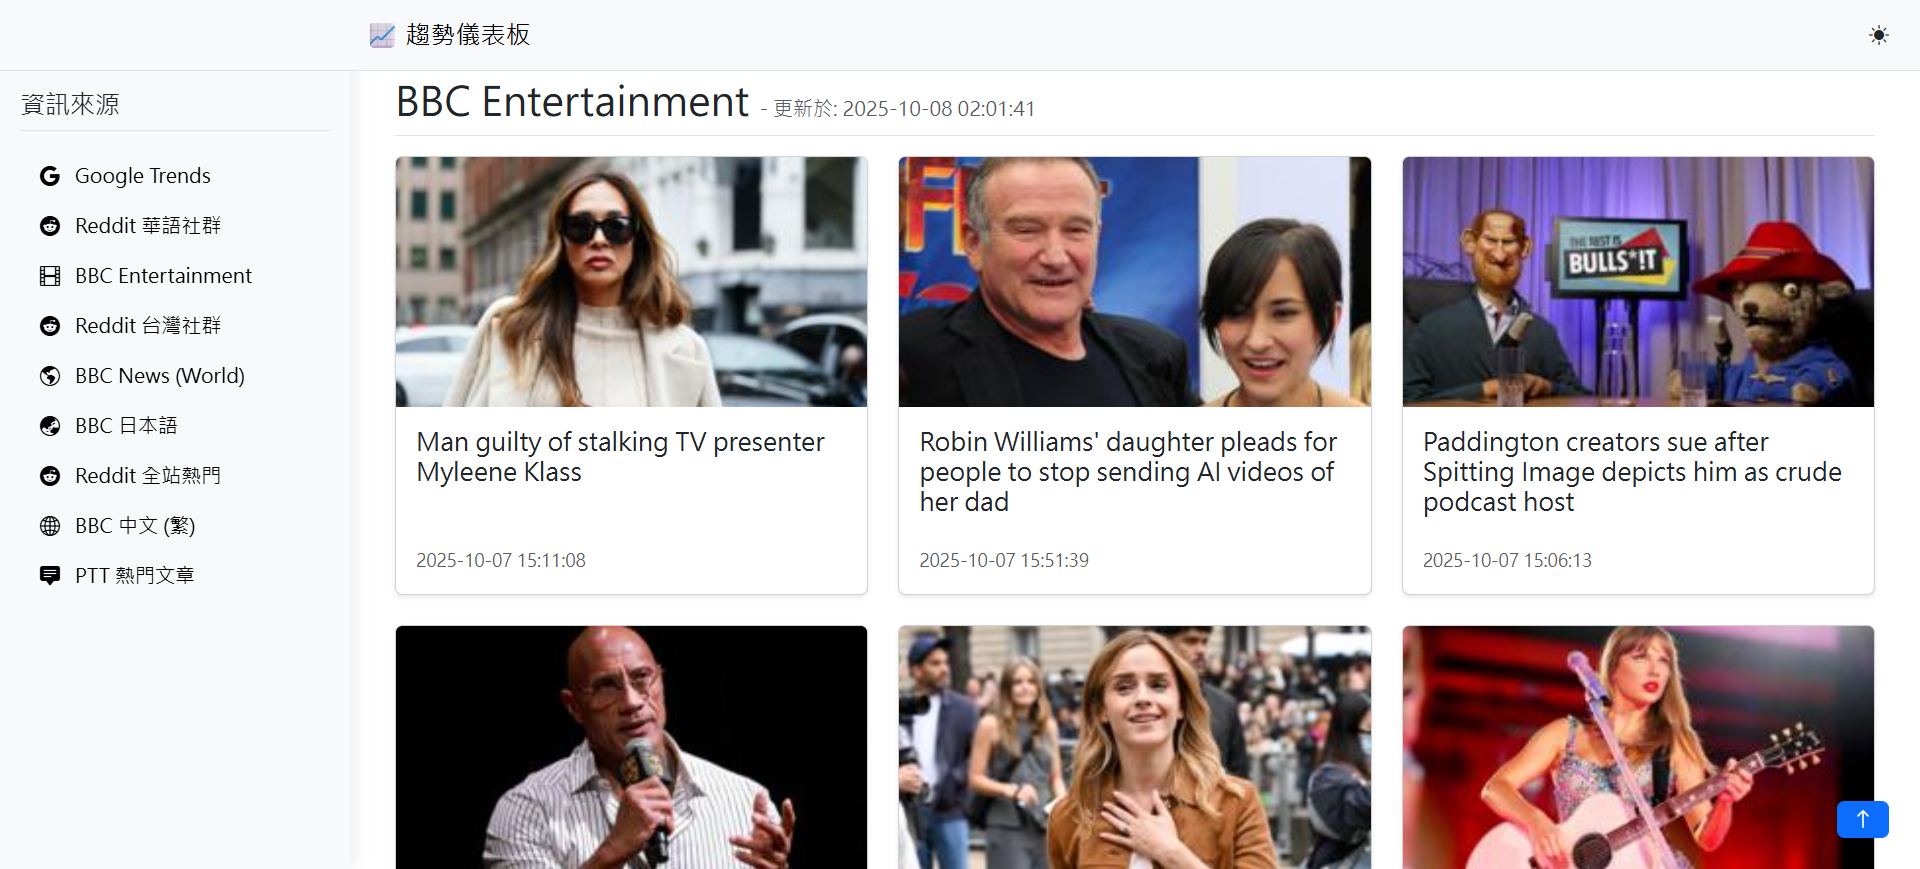 趨勢儀表板
資訊來源
Google Trends
Reddit 華語社群
BBC Entertainment
Reddit 台灣社群
BBC News (World)
BBC 日本語
Reddit 全站熱門
BBC 中文 (繁)
PTT 熱門文章
BBC Entertainment - 更新於: 2025-10-08 02:01:41
Man guilty of stalking TV presenter
Myleene Klass
2025-10-07 15:11:08
Robin Williams' daughter pleads for
people to stop sending AI videos of
her dad
2025-10-07 15:51:39
THE REST IS
BULLS*!T
Paddington creators sue after
Spitting Image depicts him as crude
podcast host
2025-10-07 15:06:13